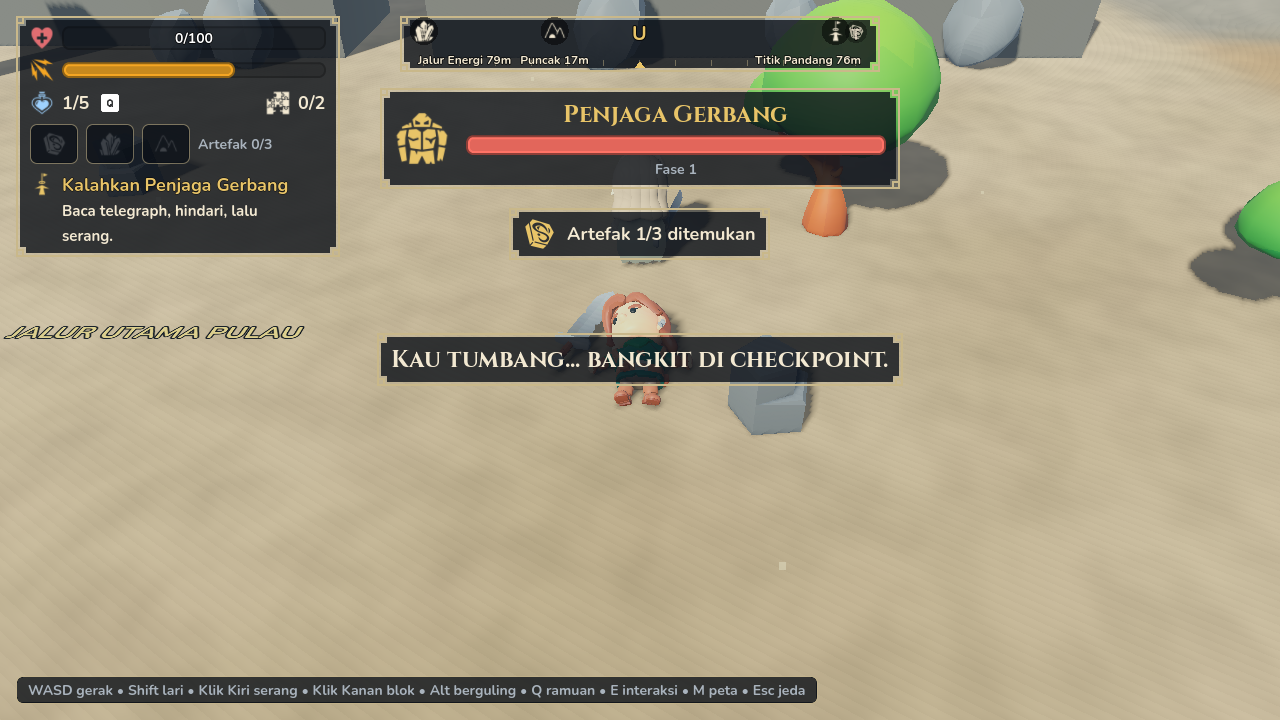 0/100
1/5 Q 0/2
Artefak 0/3
Kalahkan Penjaga Gerbang
Baca telegraph, hindari, lalu
serang.
U
Jalur Energi 79m Puncak 17m Titik Pandang 76m
Penjaga Gerbang
Fase 1
Artefak 1/3 ditemukan
JALUR UTAMA PULAU
Kau tumbang... bangkit di checkpoint.
WASD gerak • Shift lari • Klik Kiri serang • Klik Kanan blok • Alt berguling • Q ramuan • E interaksi • M peta • Esc jeda